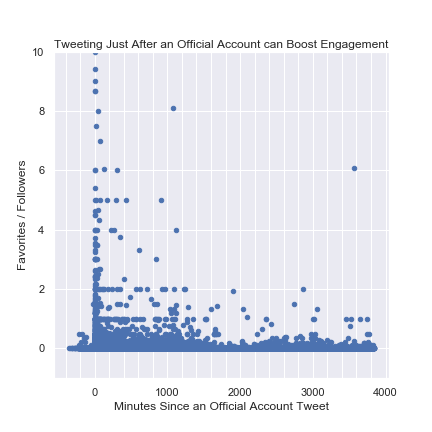 Tweeting Just After an Official Account can Boost Engagement
10
8
6
4
2
0
Favorites / Followers
0 1000 2000 3000 4000
Minutes Since an Official Account Tweet